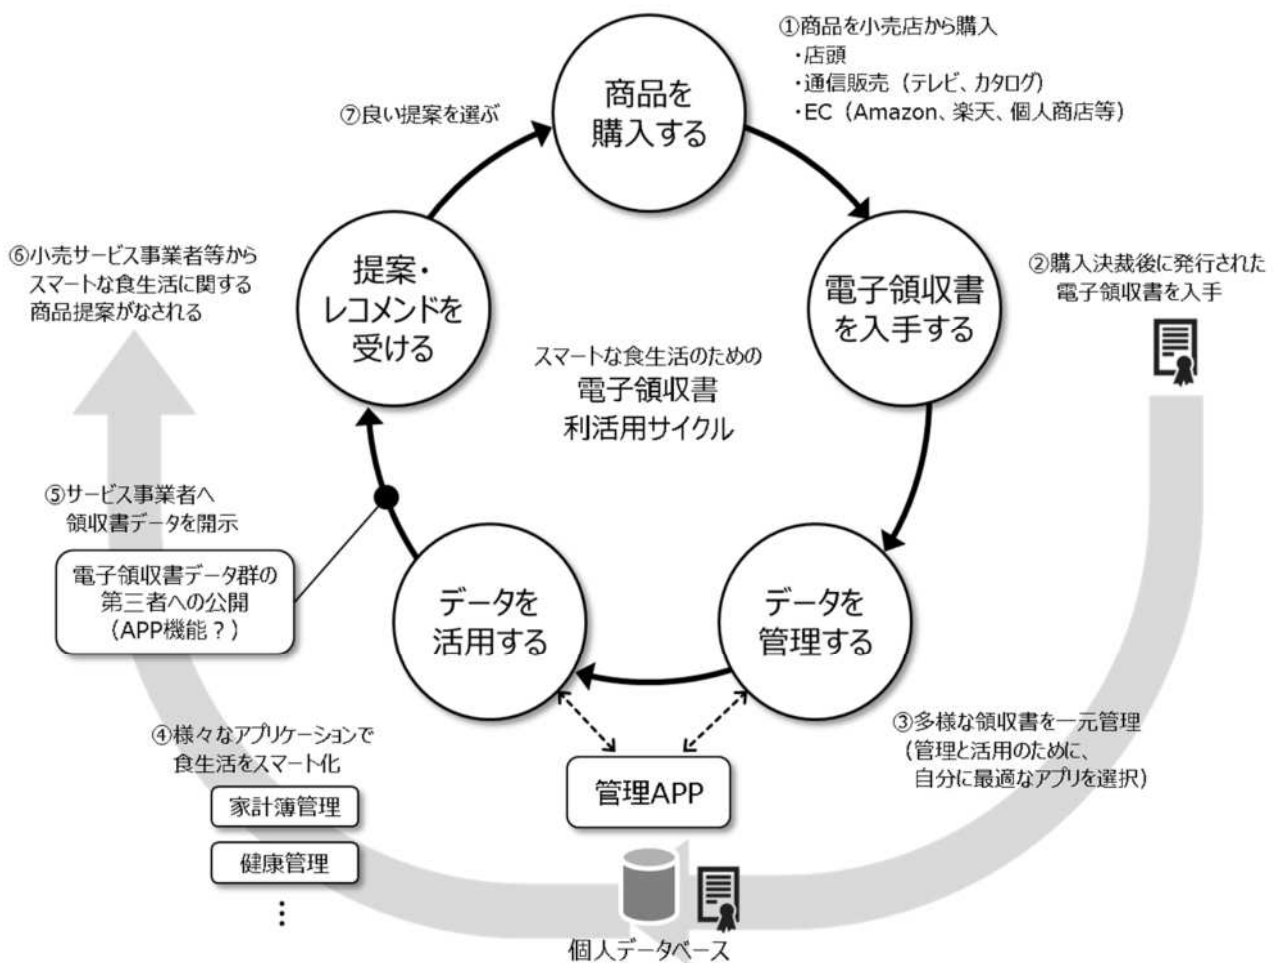 ①商品を小売店から購入
・店頭
・通信販売（テレビ、カタログ）
・EC（Amazon、楽天、個人商店等）
商品を
購入する
⑦良い提案を選ぶ
提案・
レコメンドを
受ける
⑥小売サービス事業者等から
スマートな食生活に関する
商品提案がなされる
電子領収書
を入手する
②購入決裁後に発行された
電子領収書を入手
スマートな食生活のための
電子領収書
利活用サイクル
⑤サービス事業者へ
領収書データを開示
電子領収書データ群の
第三者への公開
（APP機能？）
データを
活用する
データを
管理する
③多様な領収書を一元管理
（管理と活用のために、
自分に最適なアプリを選択）
④様々なアプリケーションで
食生活をスマート化
家計簿管理
健康管理
⋮
管理APP
個人データベース